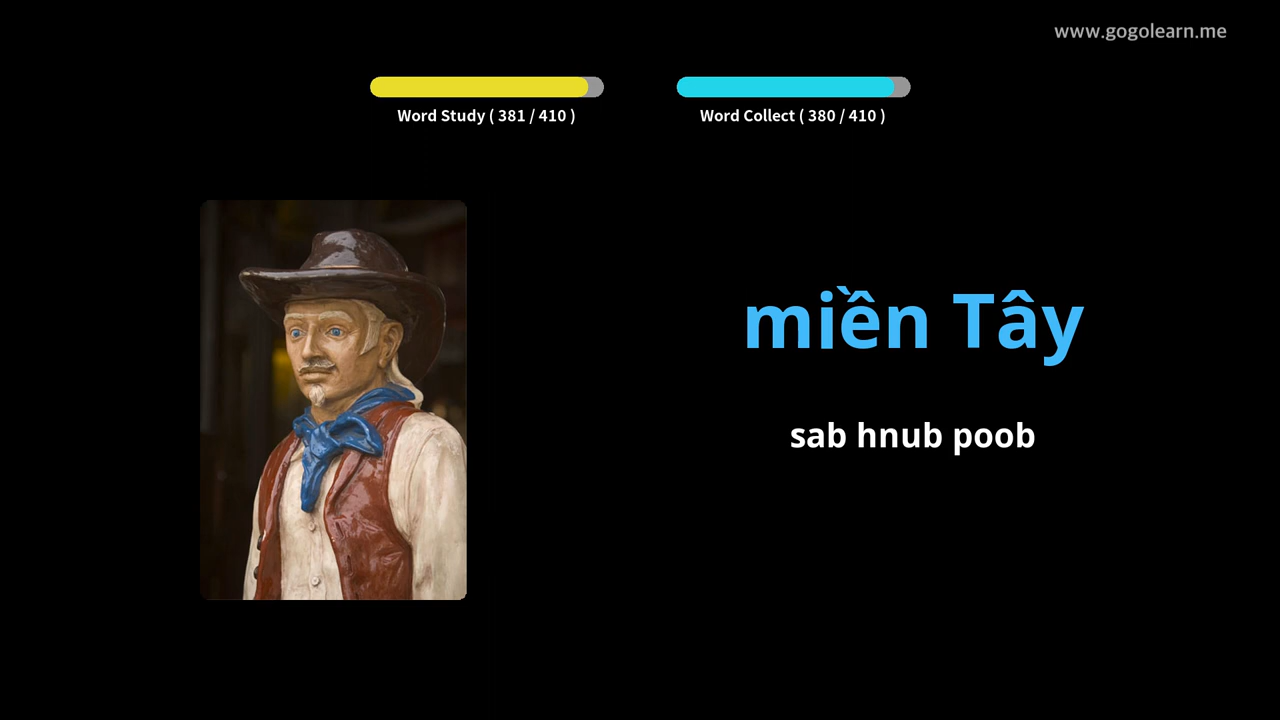 www.gogolearn.me
Word Study ( 381 / 410 )
Word Collect ( 380 / 410 )
miền Tây
sab hnub poob